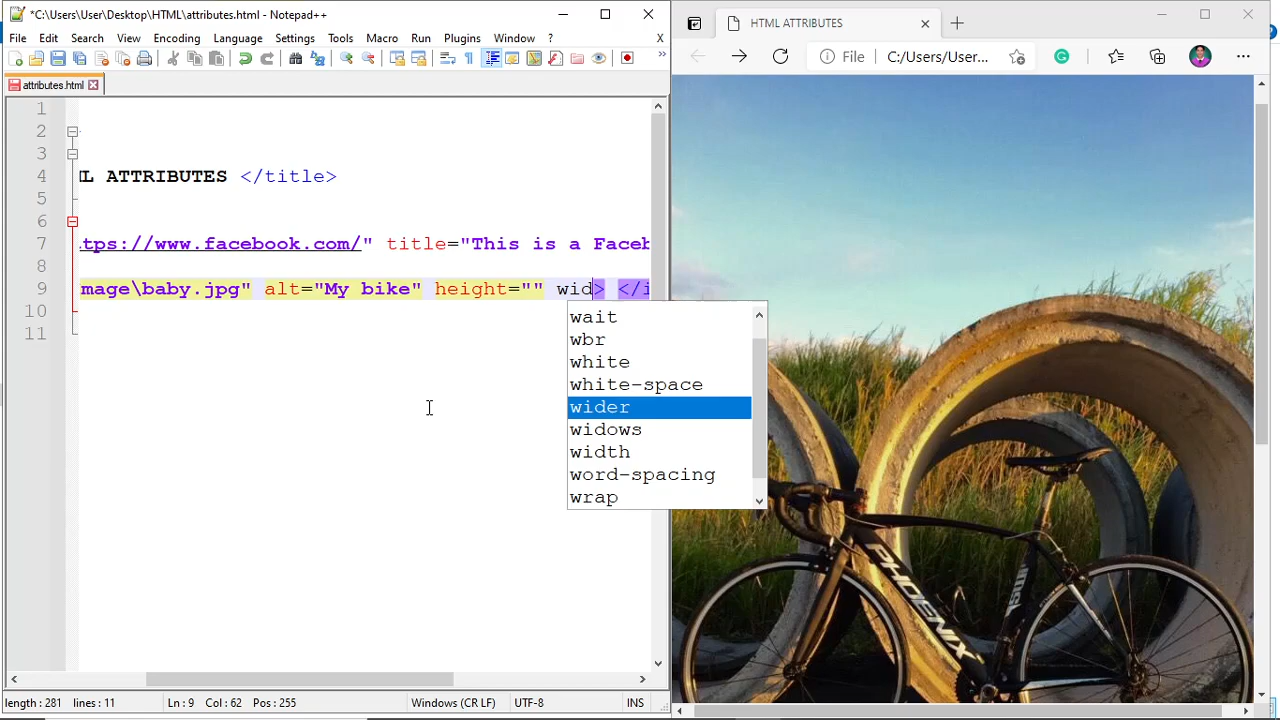 *C:\Users\User\Desktop\HTML\attributes.html - Notepad++
File Edit Search View Encoding Language Settings Tools Macro Run Plugins Window ? X
attributes.html
1
2
3
4 ML ATTRIBUTES </title>
5
6
7 tps://www.facebook.com/" title="This is a Faceb
8
9 mage\baby.jpg" alt="My bike" height="" wid> </i
10
11
wait
wbr
white
white-space
wider
widows
width
word-spacing
wrap
length : 281 lines : 11 Ln : 9 Col : 62 Pos : 255 Windows (CR LF) UTF-8 INS
HTML ATTRIBUTES
File C:/Users/User...
PHOENIX